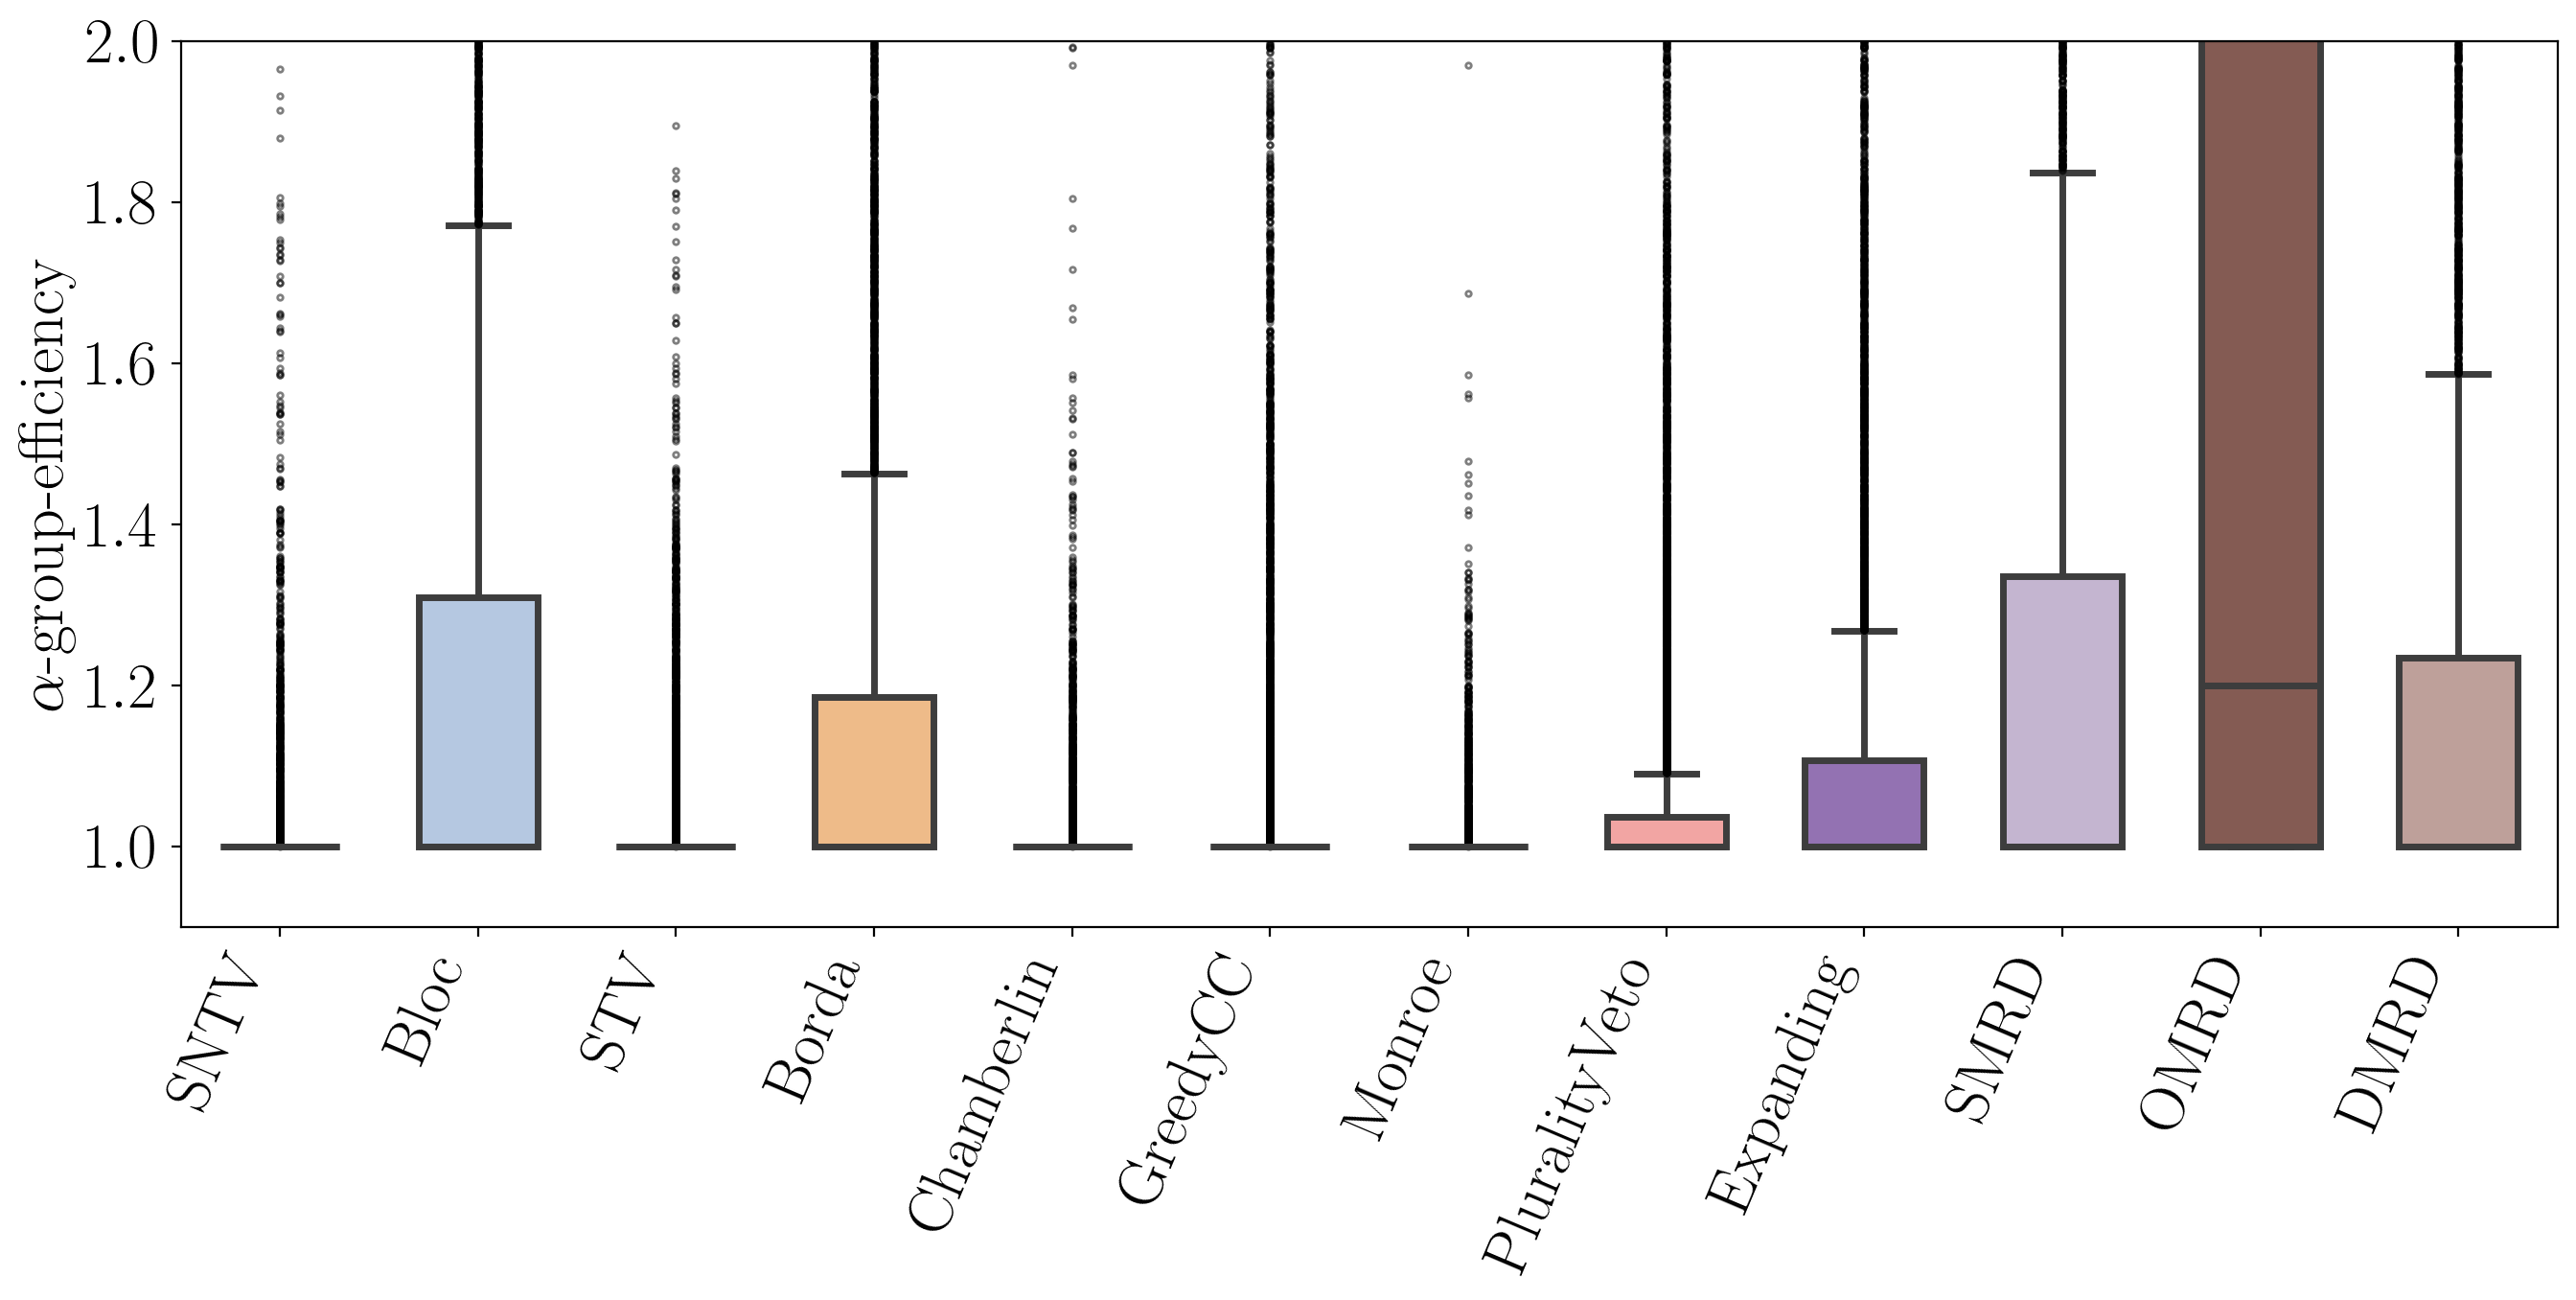 α-group-efficiency
2.0
1.8
1.6
1.4
1.2
1.0
SNTV
Bloc
STV
Borda
Chamberlin
GreedyCC
Monroe
PluralityVeto
Expanding
SMRD
OMRD
DMRD